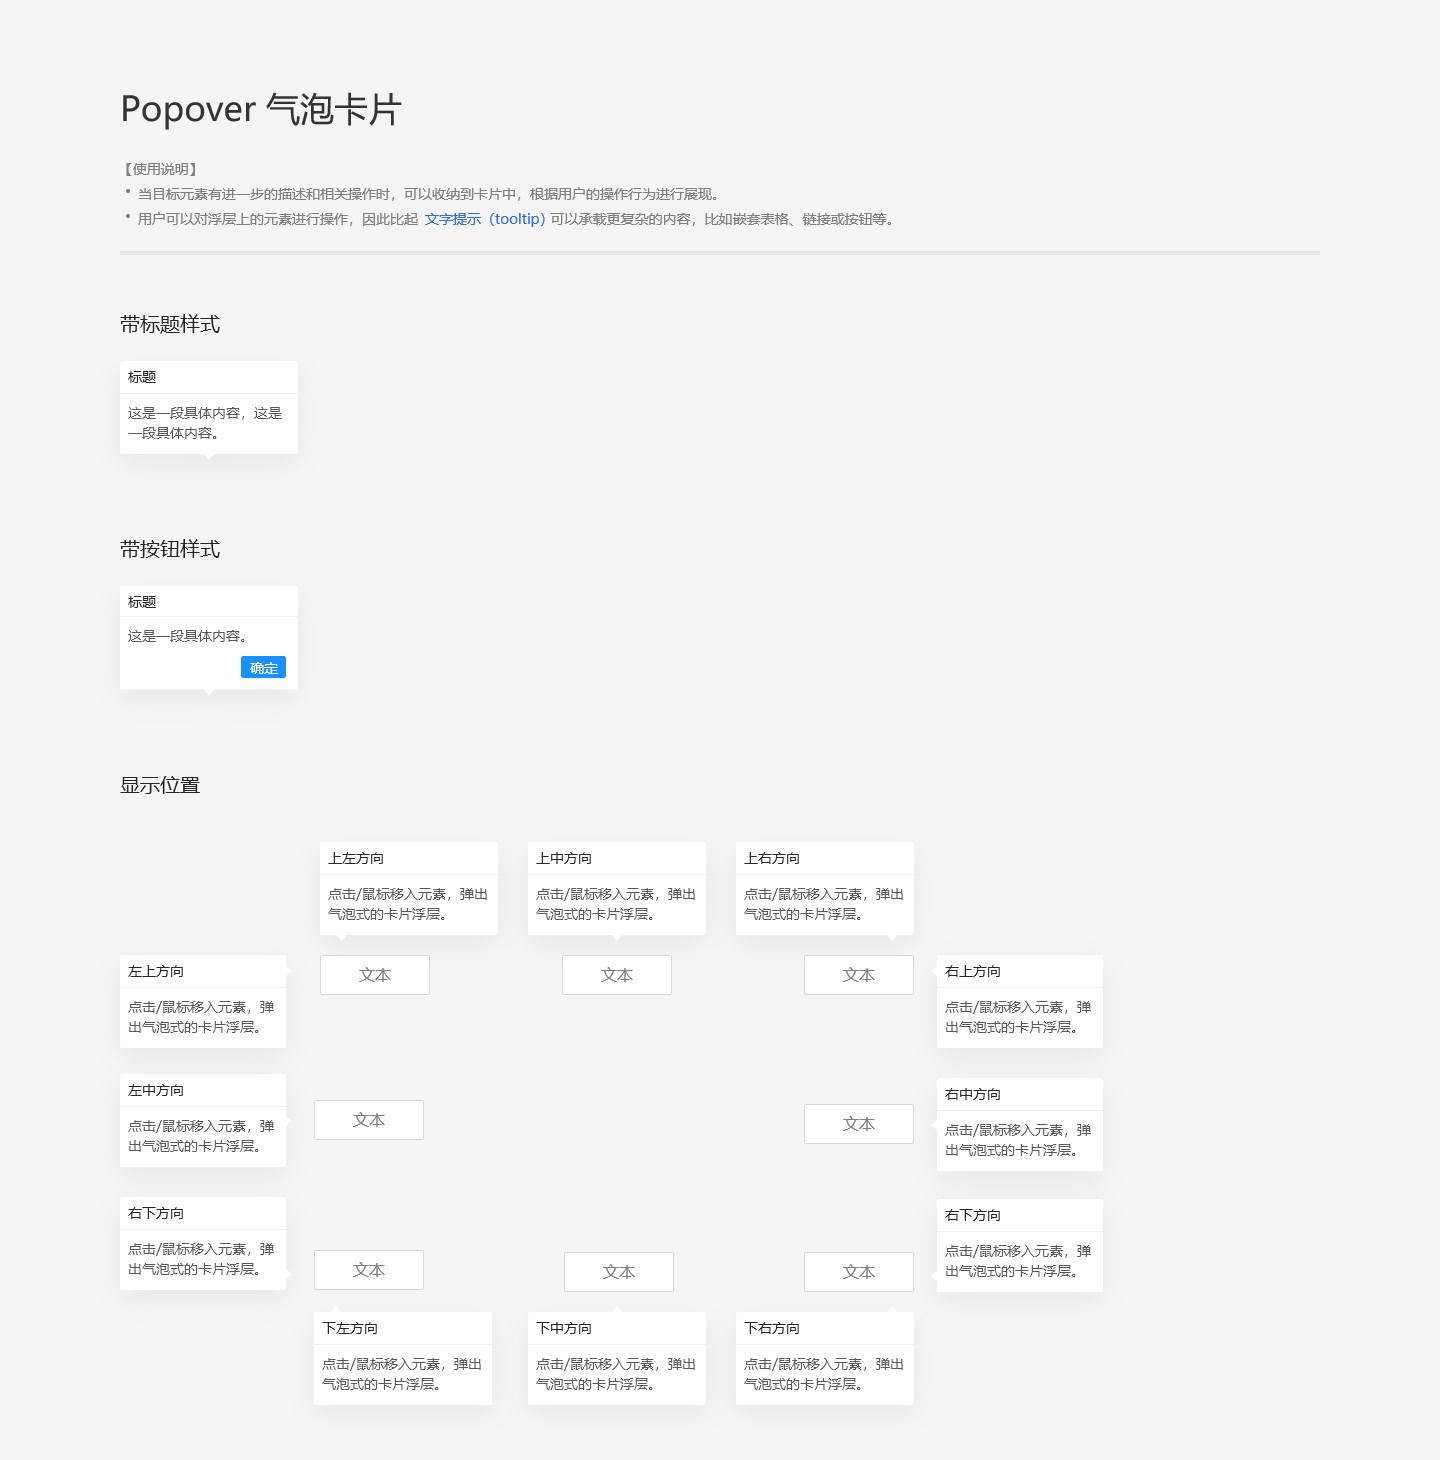 Popover 气泡卡片
【使用说明】
• 当目标元素有进一步的描述和相关操作时，可以收纳到卡片中，根据用户的操作行为进行展现。
• 用户可以对浮层上的元素进行操作，因此比起 文字提示（tooltip）可以承载更复杂的内容，比如嵌套表格、链接或按钮等。
带标题样式
标题
这是一段具体内容，这是
一段具体内容。
带按钮样式
标题
这是一段具体内容。
确定
显示位置
上左方向
点击/鼠标移入元素，弹出
气泡式的卡片浮层。
上中方向
点击/鼠标移入元素，弹出
气泡式的卡片浮层。
上右方向
点击/鼠标移入元素，弹出
气泡式的卡片浮层。
左上方向
点击/鼠标移入元素，弹
出气泡式的卡片浮层。
文本
文本
文本
右上方向
点击/鼠标移入元素，弹
出气泡式的卡片浮层。
左中方向
点击/鼠标移入元素，弹
出气泡式的卡片浮层。
文本
文本
右中方向
点击/鼠标移入元素，弹
出气泡式的卡片浮层。
右下方向
点击/鼠标移入元素，弹
出气泡式的卡片浮层。
文本
文本
文本
右下方向
点击/鼠标移入元素，弹
出气泡式的卡片浮层。
下左方向
点击/鼠标移入元素，弹出
气泡式的卡片浮层。
下中方向
点击/鼠标移入元素，弹出
气泡式的卡片浮层。
下右方向
点击/鼠标移入元素，弹出
气泡式的卡片浮层。